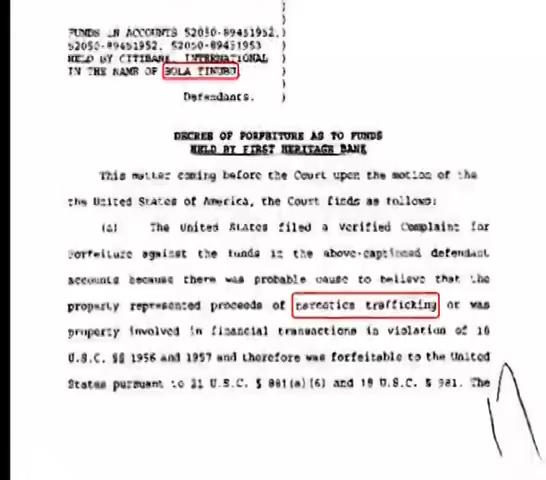 FUNDS IN ACCOUNTS 52050-89451952,)
52050-89451952, 52050-89451953 )
HELD BY CITIBANK, INTERNATIONAL )
IN THE NAME OF BOLA TINUBU, )
Defendants. )
DECREE OF FORFEITURE AS TO FUNDS
HELD BY FIRST HERITAGE BANK
This matter coming before the Court upon the motion of the
the United States of America, the Court finds as follows:
(a) The United States filed a Verified Complaint for
Forfeiture against the funds in the above-captioned defendant
accounts because there was probable cause to believe that the
property represented proceeds of narcotics trafficking or was
property involved in financial transactions in violation of 18
U.S.C. §§ 1956 and 1957 and therefore was forfeitable to the United
States pursuant to 21 U.S.C. § 881(a)(6) and 18 U.S.C. § 981. The